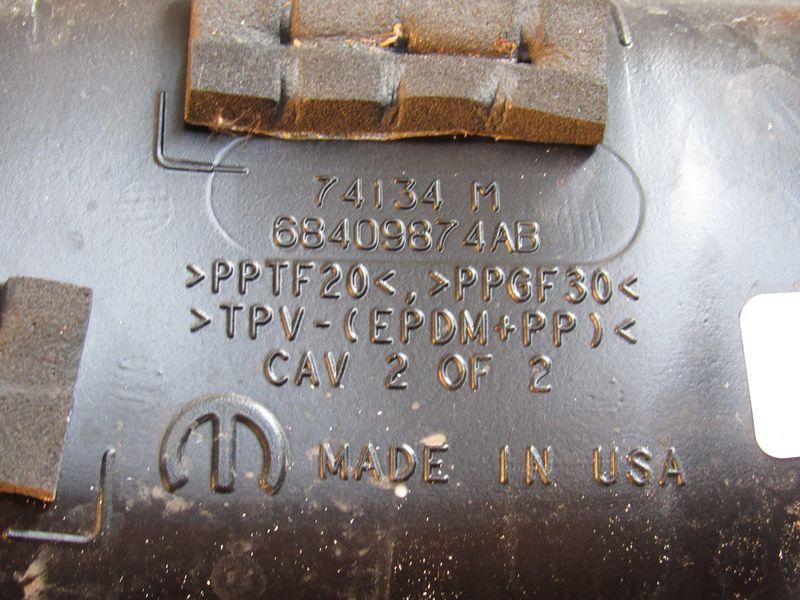 74134 M
68409874AB
>PPTF20<, >PPGF30<
>TPV-(EPDM+PP)<
CAV 2 OF 2
MADE IN USA